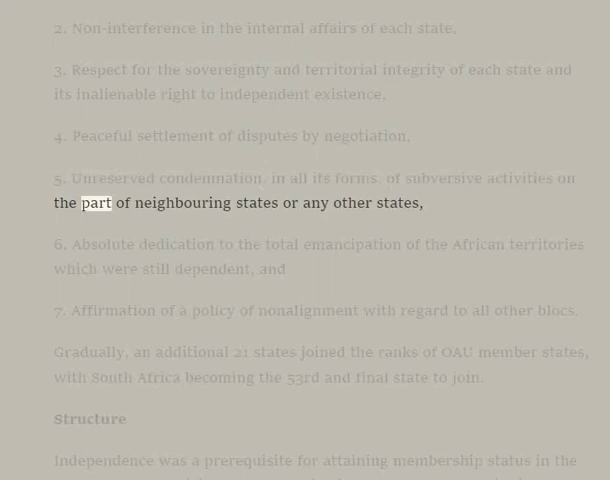 2. Non-interference in the internal affairs of each state,
3. Respect for the sovereignty and territorial integrity of each state and
its inalienable right to independent existence,
4. Peaceful settlement of disputes by negotiation,
5. Unreserved condemnation, in all its forms, of subversive activities on
the part of neighbouring states or any other states,
6. Absolute dedication to the total emancipation of the African territories
which were still dependent, and
7. Affirmation of a policy of nonalignment with regard to all other blocs.
Gradually, an additional 21 states joined the ranks of OAU member states,
with South Africa becoming the 53rd and final state to join.
Structure
Independence was a prerequisite for attaining membership status in the